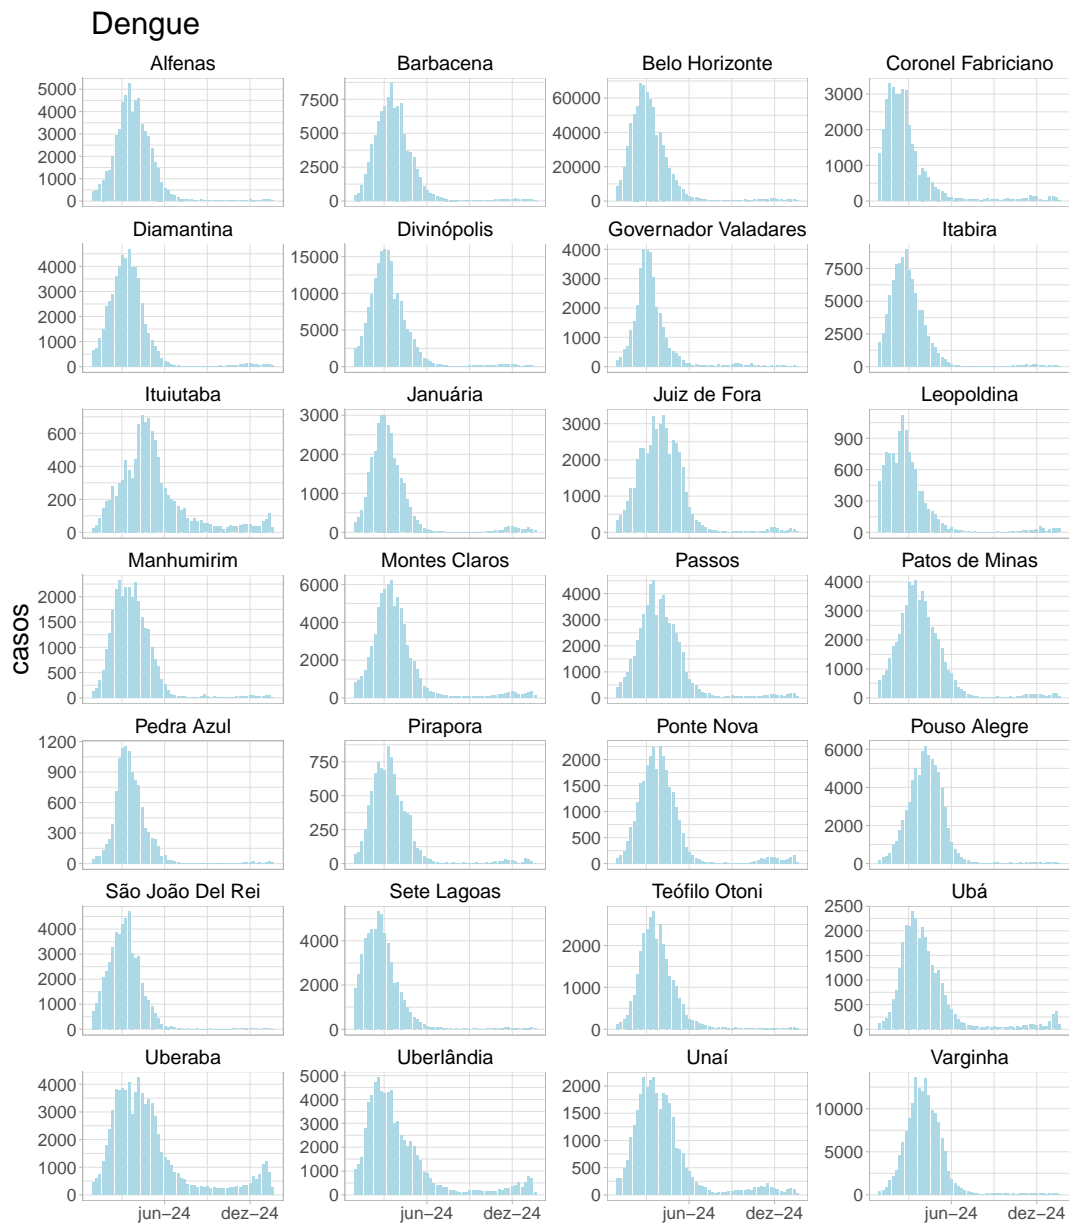 Dengue
Alfenas Barbacena Belo Horizonte Coronel Fabriciano
5000 4000 3000 2000 1000 0
7500 5000 2500 0
60000 40000 20000 0
3000 2000 1000 0
Diamantina Divinópolis Governador Valadares Itabira
4000 3000 2000 1000 0
15000 10000 5000 0
4000 3000 2000 1000 0
7500 5000 2500 0
Ituiutaba Januária Juiz de Fora Leopoldina
600 400 200 0
3000 2000 1000 0
3000 2000 1000 0
900 600 300 0
Manhumirim Montes Claros Passos Patos de Minas
2000 1500 1000 500 0
6000 4000 2000 0
4000 3000 2000 1000 0
4000 3000 2000 1000 0
casos
Pedra Azul Pirapora Ponte Nova Pouso Alegre
1200 900 600 300 0
750 500 250 0
2000 1500 1000 500 0
6000 4000 2000 0
São João Del Rei Sete Lagoas Teófilo Otoni Ubá
4000 3000 2000 1000 0
4000 2000 0
2000 1000 0
2500 2000 1500 1000 500 0
Uberaba Uberlândia Unaí Varginha
4000 3000 2000 1000 0
5000 4000 3000 2000 1000 0
2000 1500 1000 500 0
10000 5000 0
jun−24 dez−24 jun−24 dez−24 jun−24 dez−24 jun−24 dez−24